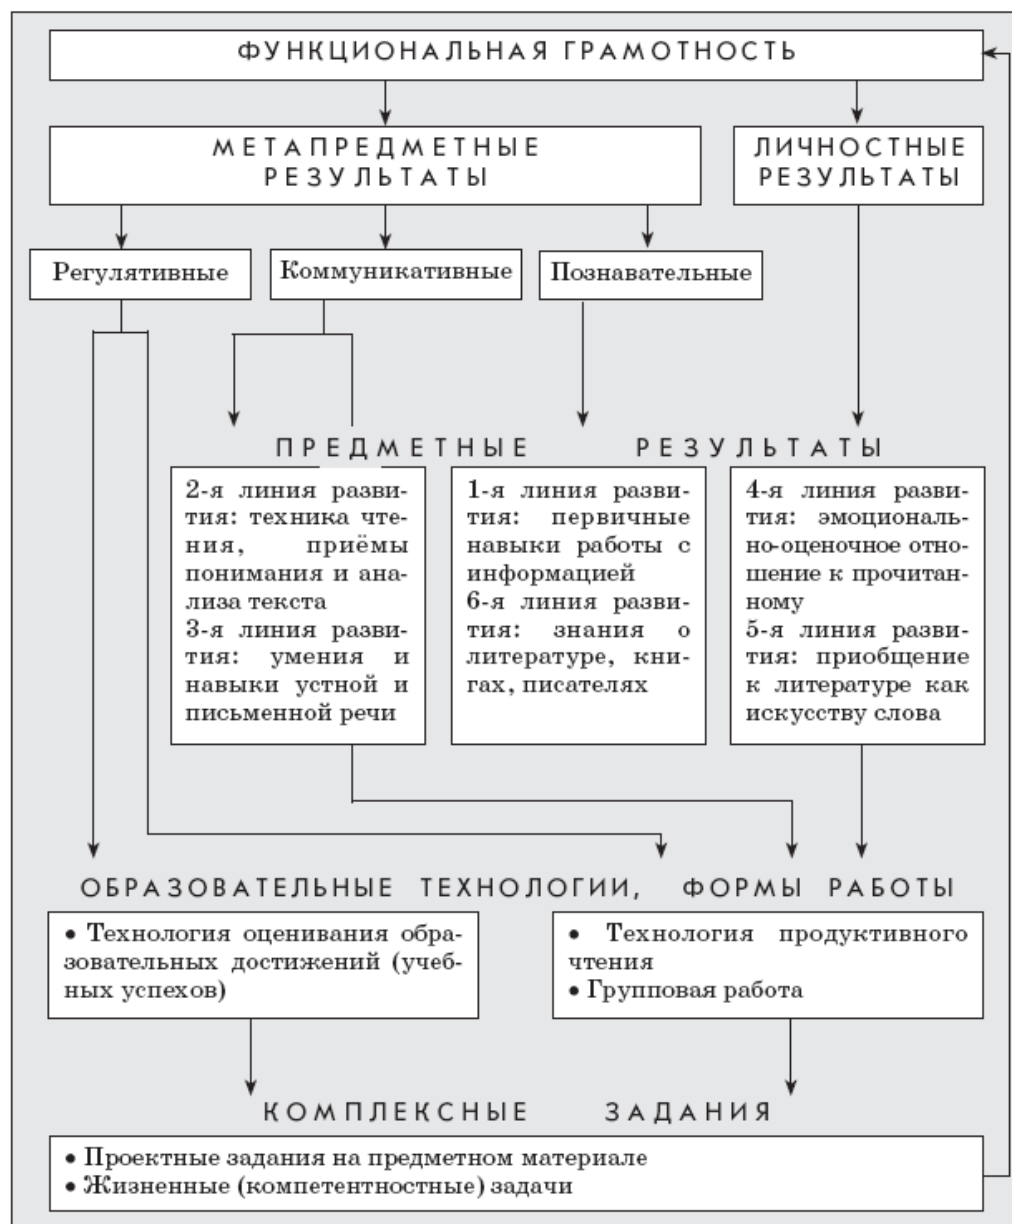 ФУНКЦИОНАЛЬНАЯ ГРАМОТНОСТЬ
МЕТАПРЕДМЕТНЫЕ
РЕЗУЛЬТАТЫ
ЛИЧНОСТНЫЕ
РЕЗУЛЬТАТЫ
Регулятивные
Коммуникативные
Познавательные
ПРЕДМЕТНЫЕ РЕЗУЛЬТАТЫ
2-я линия разви-
тия: техника чте-
ния, приёмы
понимания и ана-
лиза текста
3-я линия разви-
тия: умения и
навыки устной и
письменной речи
1-я линия разви-
тия: первичные
навыки работы с
информацией
6-я линия разви-
тия: знания о
литературе, кни-
гах, писателях
4-я линия разви-
тия: эмоциональ-
но-оценочное отно-
шение к прочитан-
ному
5-я линия разви-
тия: приобщение
к литературе как
искусству слова
ОБРАЗОВАТЕЛЬНЫЕ ТЕХНОЛОГИИ, ФОРМЫ РАБОТЫ
• Технология оценивания обра-
зовательных достижений (учеб-
ных успехов)
• Технология продуктивного
чтения
• Групповая работа
КОМПЛЕКСНЫЕ ЗАДАНИЯ
• Проектные задания на предметном материале
• Жизненные (компетентностные) задачи